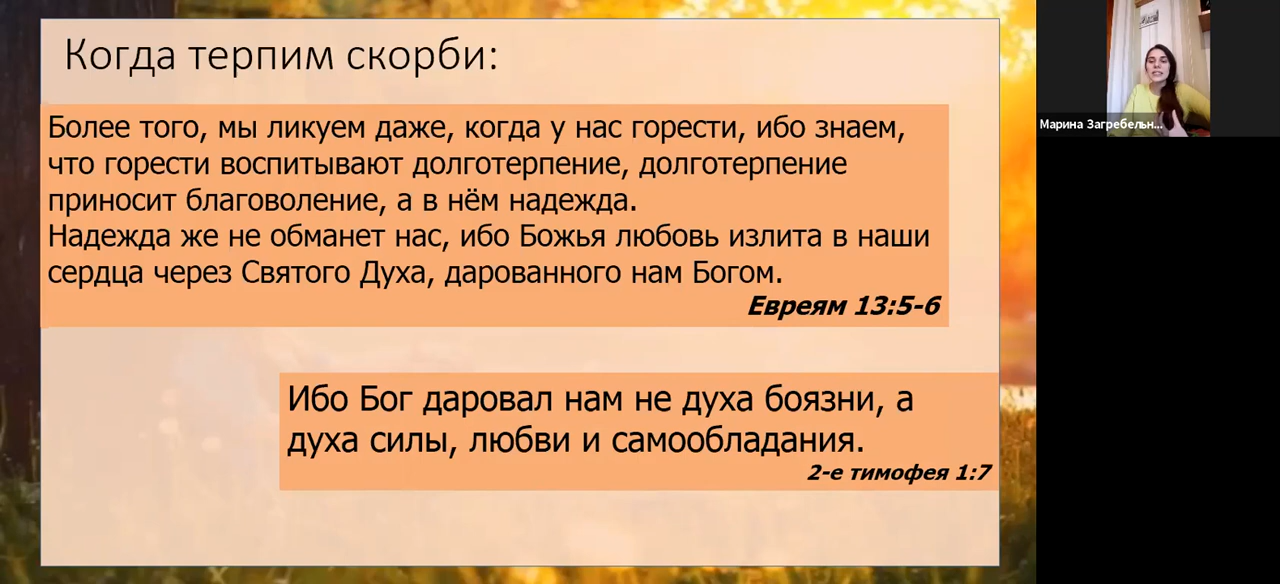 Когда терпим скорби:
Более того, мы ликуем даже, когда у нас горести, ибо знаем,
что горести воспитывают долготерпение, долготерпение
приносит благоволение, а в нём надежда.
Надежда же не обманет нас, ибо Божья любовь излита в наши
сердца через Святого Духа, дарованного нам Богом.
Евреям 13:5-6
Ибо Бог даровал нам не духа боязни, а
духа силы, любви и самообладания.
2-е тимофея 1:7
Марина Загребельн...